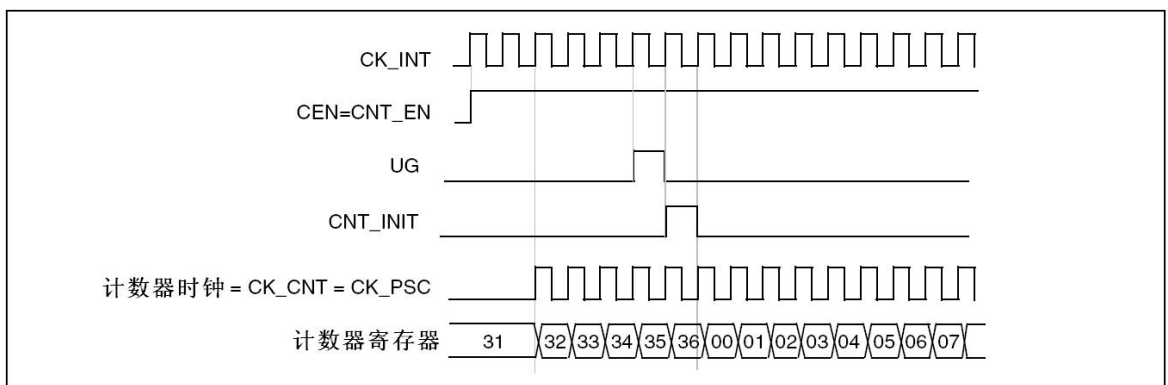 CK_INT
CEN=CNT_EN
UG
CNT_INIT
计数器时钟 = CK_CNT = CK_PSC
计数器寄存器 31 32 33 34 35 36 00 01 02 03 04 05 06 07